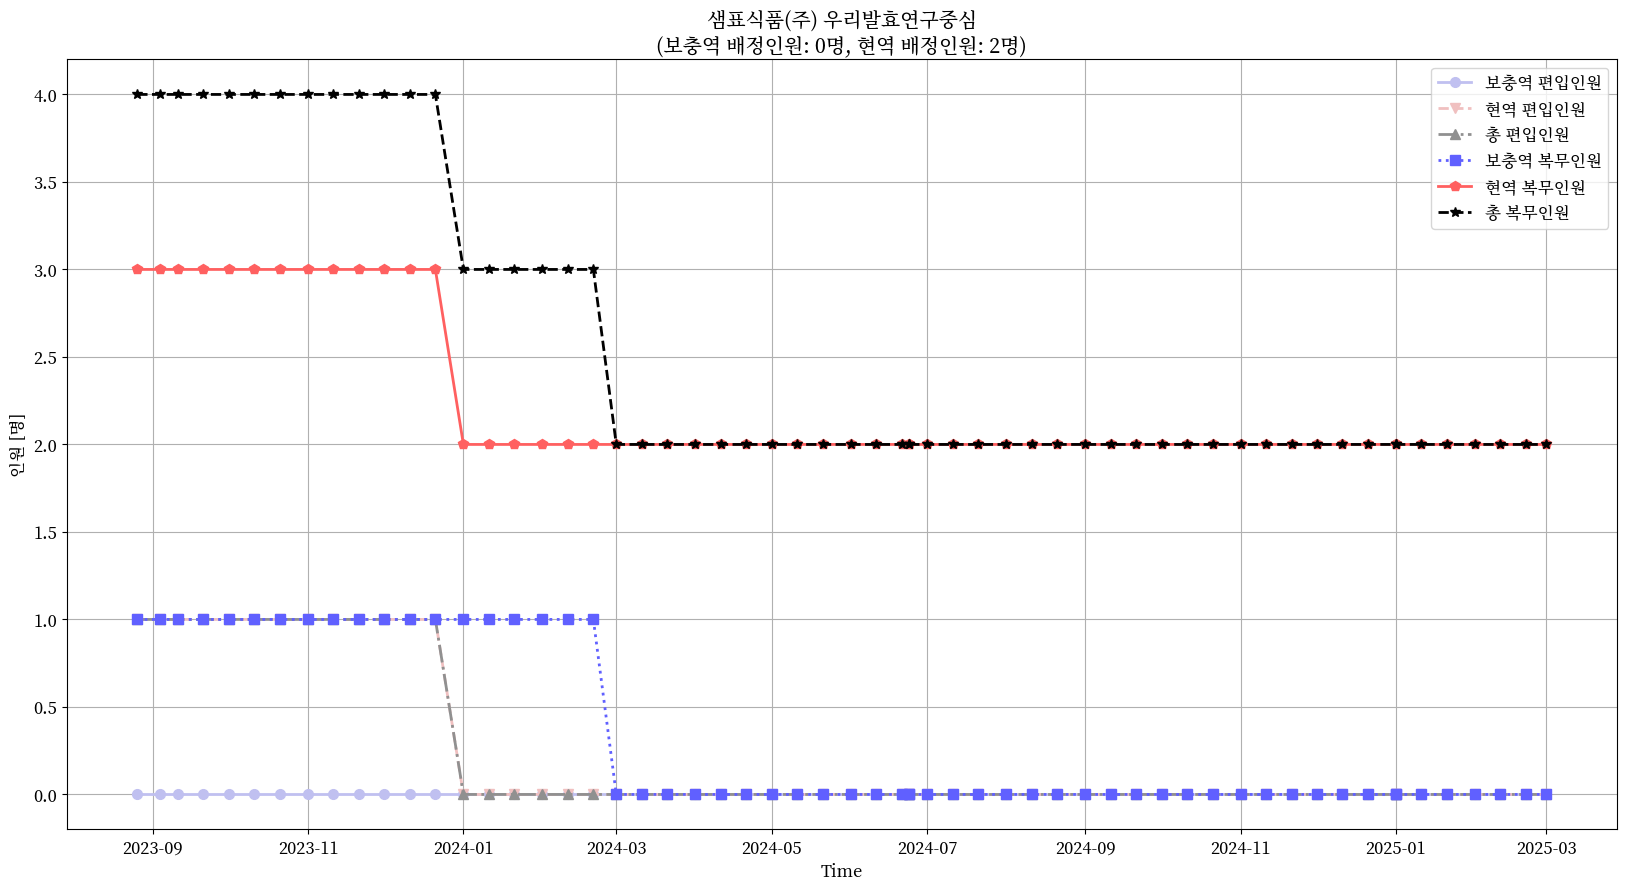 샘표식품(주) 우리발효연구중심
(보충역 배정인원: 0명, 현역 배정인원: 2명)
보충역 편입인원
현역 편입인원
총 편입인원
보충역 복무인원
현역 복무인원
총 복무인원
인원 [명]
4.0
3.5
3.0
2.5
2.0
1.5
1.0
0.5
0.0
2023-09 2023-11 2024-01 2024-03 2024-05 2024-07 2024-09 2024-11 2025-01 2025-03
Time